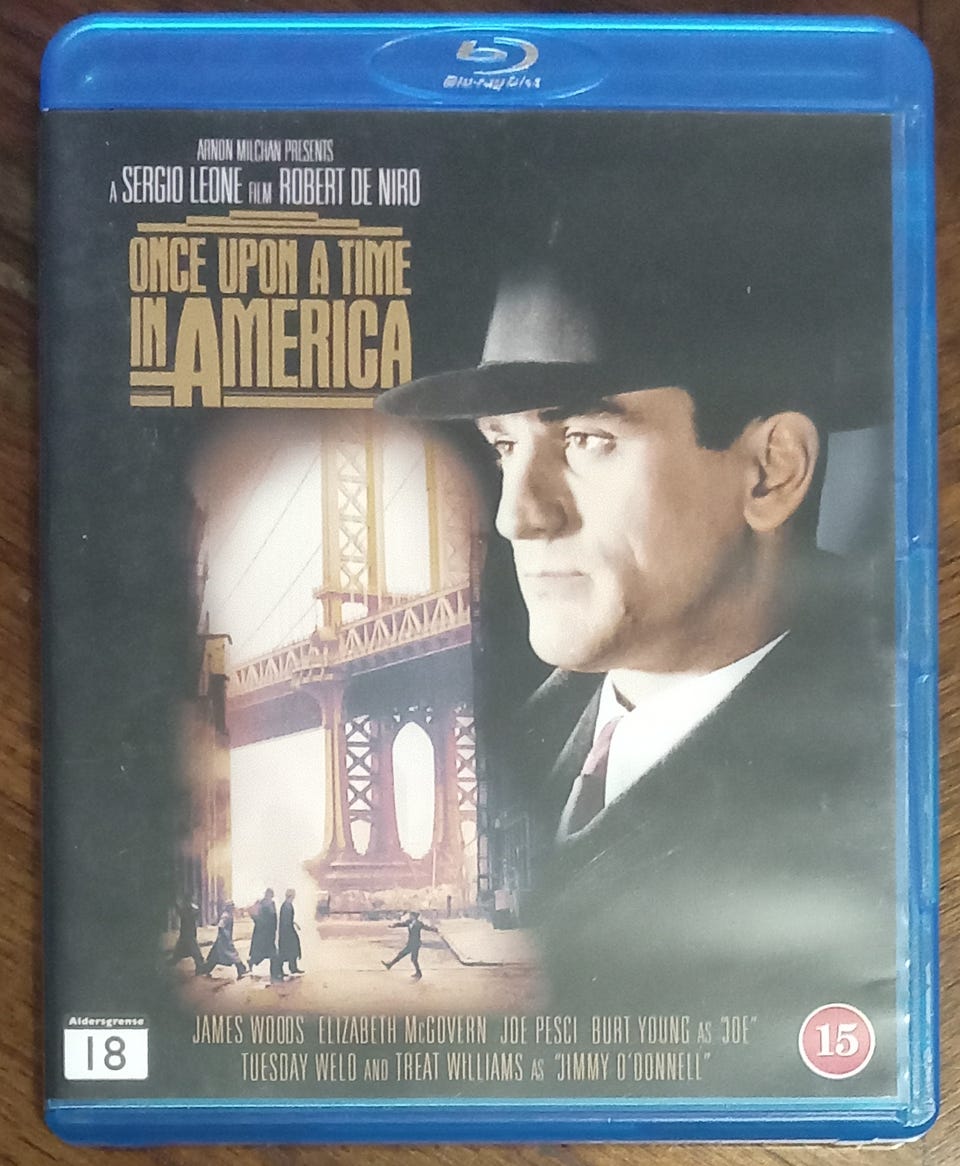 Blu-ray Disc
ARNON MILCHAN PRESENTS
A SERGIO LEONE FILM ROBERT DE NIRO
ONCE UPON A TIME
IN AMERICA
JAMES WOODS ELIZABETH McGOVERN JOE PESCI BURT YOUNG AS "JOE"
TUESDAY WELD AND TREAT WILLIAMS AS "JIMMY O'DONNELL"
Aldersgrense
18
15